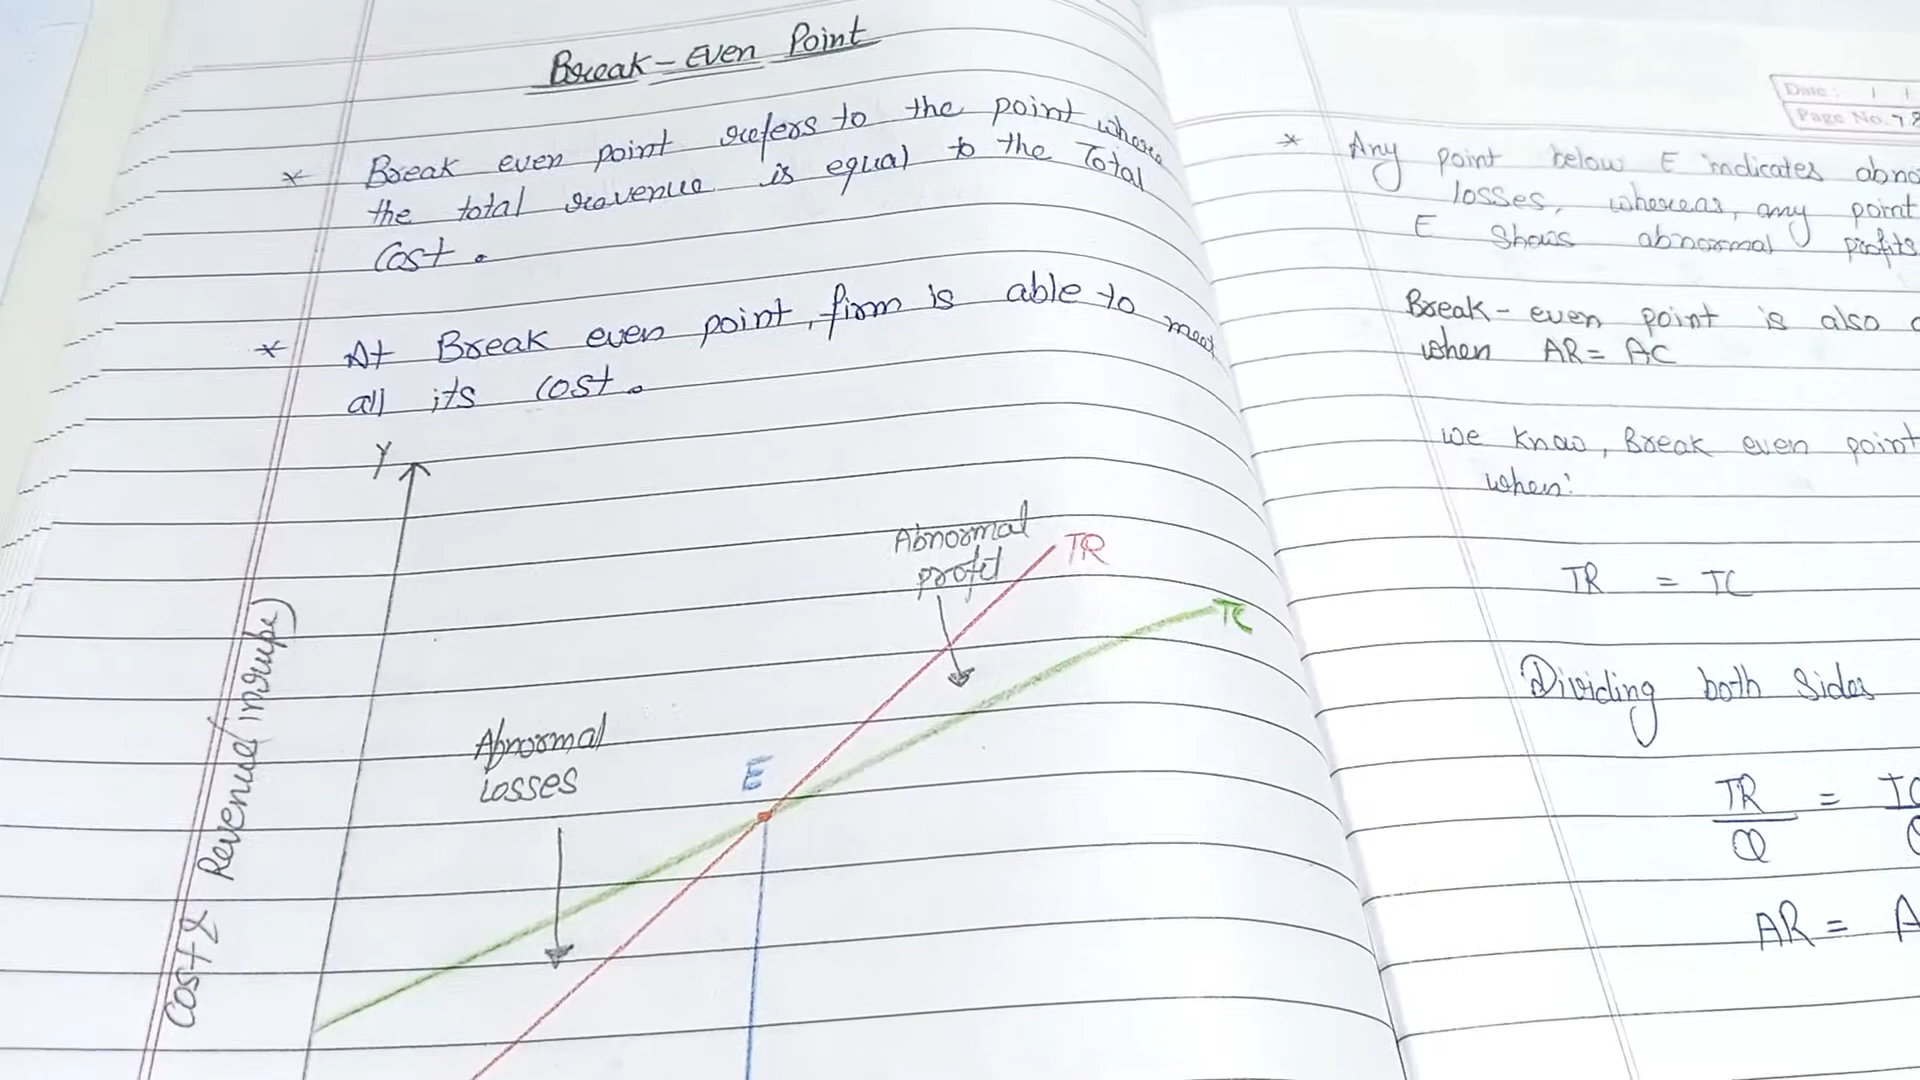 Break-Even Point
* Break even point refers to the point where
the total revenue is equal to the Total
Cost.
* At Break even point, firm is able to meet
all its cost.
Y
Abnormal
profit
TR
TC
Abnormal
Losses
E
Cost & Revenue (in rupe)
Date: / /
Page No. 78
* Any point below E indicates abno
losses, whereas, any point
E shows abnormal profits
Break-even point is also
when AR = AC
we know, Break even point
when:
TR = TC
Dividing both sides
TR = TC
Q
AR = A